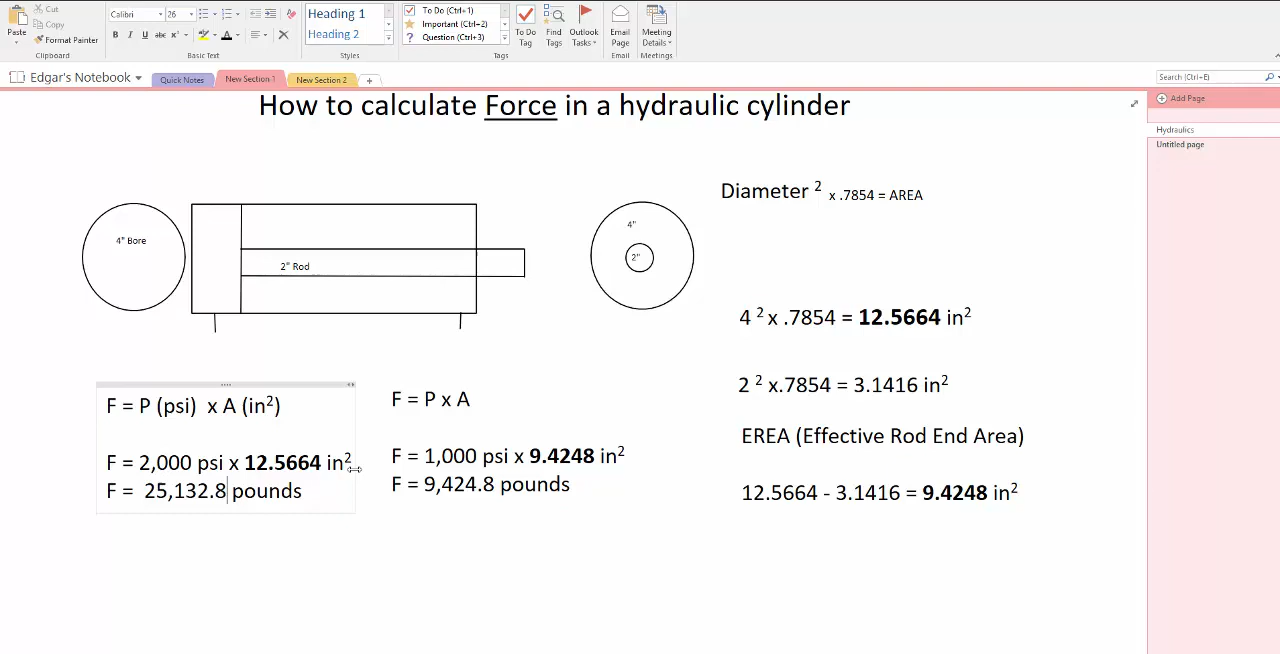 Paste
Cut
Copy
Format Painter
Clipboard
Calibri 26
B I U abc x²
A
Basic Text
Heading 1
Heading 2
Styles
To Do (Ctrl+1)
Important (Ctrl+2)
Question (Ctrl+3)
Tags
To Do Tag
Find Tags
Outlook Tasks
Email Page
Email
Meeting Details
Meetings
Edgar's Notebook
Quick Notes
New Section 1
New Section 2
+
Search (Ctrl+E)
Add Page
Hydraulics
Untitled page
How to calculate Force in a hydraulic cylinder
4" Bore
2" Rod
4"
2"
Diameter ² x .7854 = AREA
4 ² x .7854 = 12.5664 in²
2 ² x.7854 = 3.1416 in²
EREA (Effective Rod End Area)
12.5664 - 3.1416 = 9.4248 in²
F = P (psi) x A (in²)
F = 2,000 psi x 12.5664 in²
F = 25,132.8 pounds
F = P x A
F = 1,000 psi x 9.4248 in²
F = 9,424.8 pounds